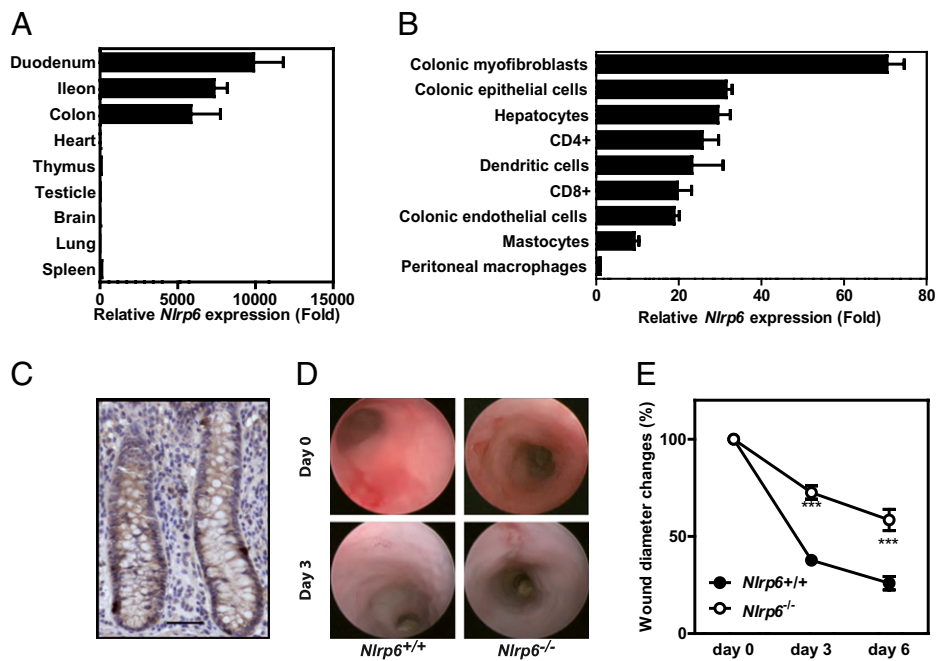 A
Duodenum
Ileon
Colon
Heart
Thymus
Testicle
Brain
Lung
Spleen
0 5000 10000 15000
Relative Nlrp6 expression (Fold)
B
Colonic myofibroblasts
Colonic epithelial cells
Hepatocytes
CD4+
Dendritic cells
CD8+
Colonic endothelial cells
Mastocytes
Peritoneal macrophages
0 20 40 60 80
Relative Nlrp6 expression (Fold)
C
D
Day 0
Day 3
Nlrp6+/+ Nlrp6-/-
E
Wound diameter changes (%)
100
50
0
***
***
Nlrp6+/+
Nlrp6-/-
day 0 day 3 day 6